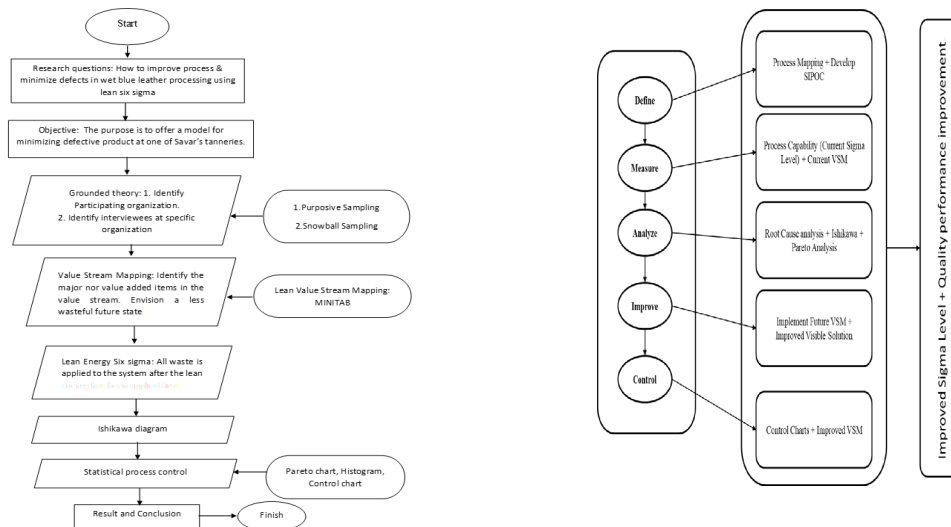 Start
Research questions: How to improve process &
minimize defects in wet blue leather processing using
lean six sigma
Objective: The purpose is to offer a model for
minimizing defective product at one of Savar's tanneries.
Grounded theory: 1. Identify
Participating organization.
2. Identify interviewees at specific
organization
1.Purposive Sampling
2.Snowball Sampling
Value Stream Mapping: Identify the
major nor value added items in the
value stream. Envision a less
wasteful future state
Lean Value Stream Mapping:
MINITAB
Lean Energy Six sigma: All waste is
applied to the system after the lean
Ishikawa diagram
Statistical process control
Pareto chart, Histogram,
Control chart
Result and Conclusion
Finish
Define
Measure
Analyze
Improve
Control
Process Mapping + Develop
SIPOC
Process Capability (Current Sigma
Level) + Current VSM
Root Cause analysis + Ishikawa +
Pareto Analysis
Implement Future VSM +
Improved Visible Solution
Control Charts + Improved VSM
Improved Sigma Level + Quality performance improvement